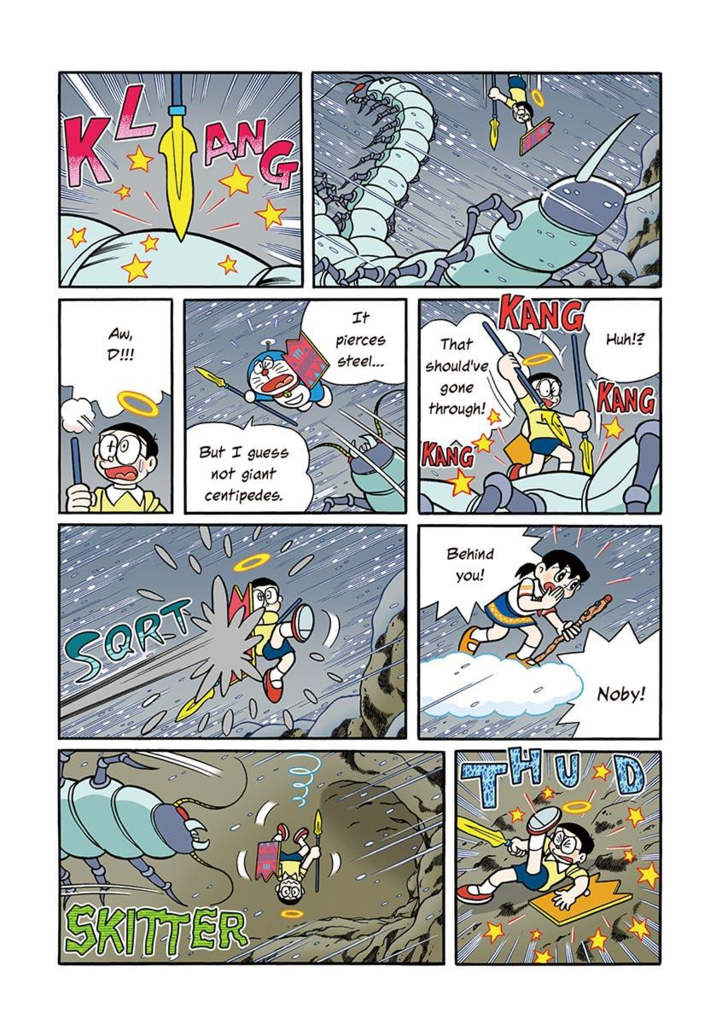 KLANG
Aw,
D!!!
It
pierces
steel...
But I guess
not giant
centipedes.
KANG
That
should've
gone
through!
Huh!?
KANG
KANG
SQRT
Behind
you!
Noby!
SKITTER
THUD